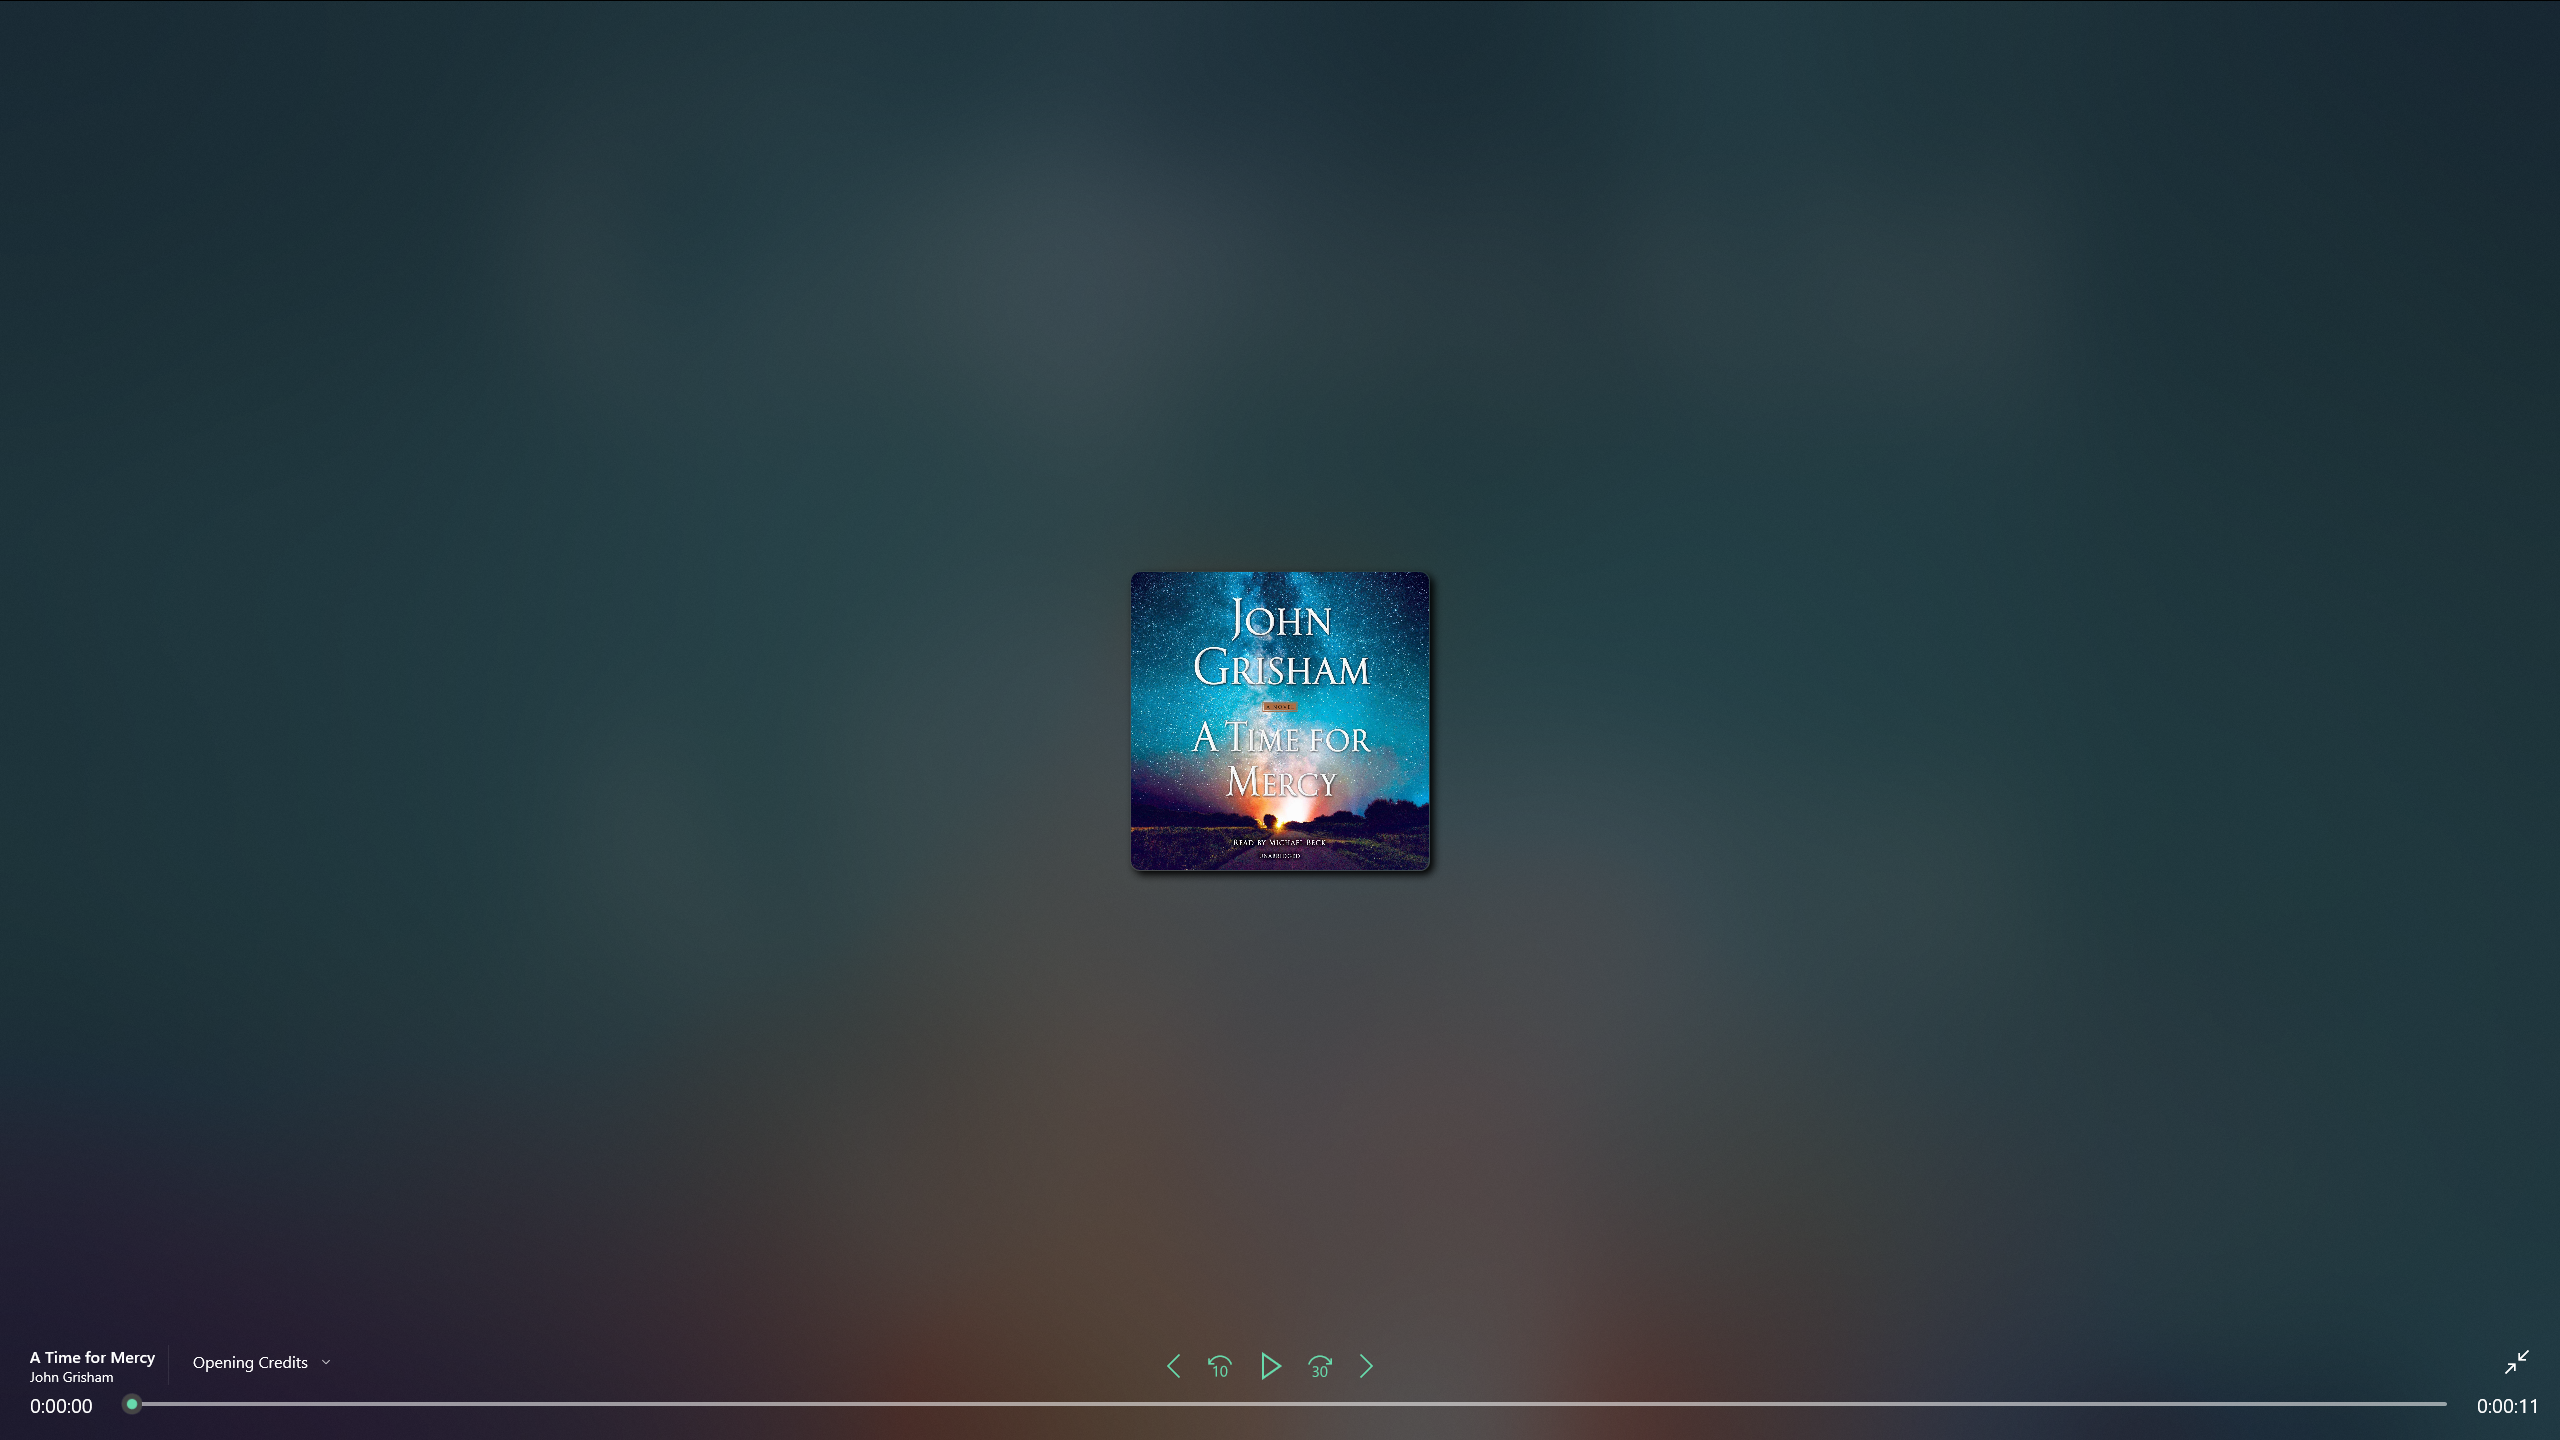 JOHN
GRISHAM
A NOVEL
A TIME FOR
MERCY
READ BY MICHAEL BECK
UNABRIDGED
A Time for Mercy
John Grisham
Opening Credits
10
30
0:00:00
0:00:11